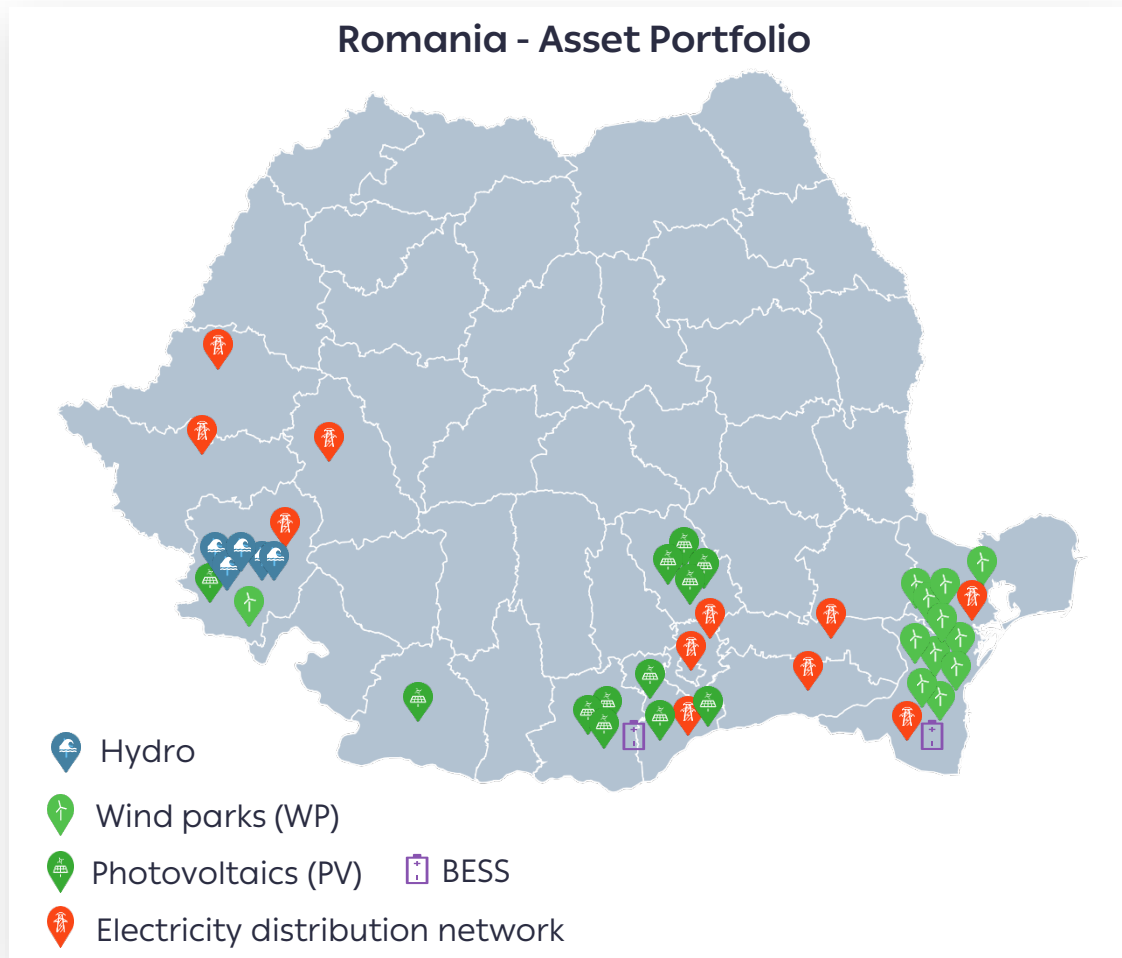 Romania - Asset Portfolio
Hydro
Wind parks (WP)
Photovoltaics (PV)
BESS
Electricity distribution network